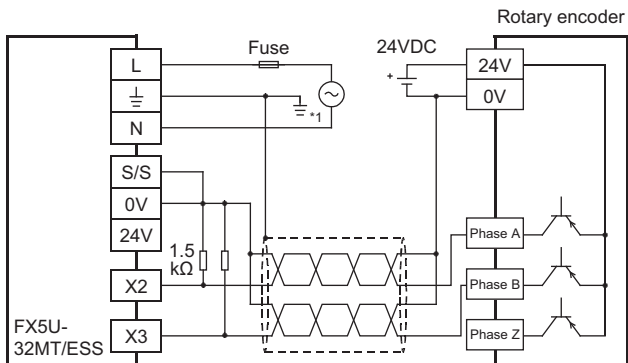 Rotary encoder
Fuse
24VDC
L
24V
+
0V
*1
N
S/S
0V
24V
1.5
kΩ
Phase A
X2
Phase B
FX5U-
32MT/ESS
X3
Phase Z